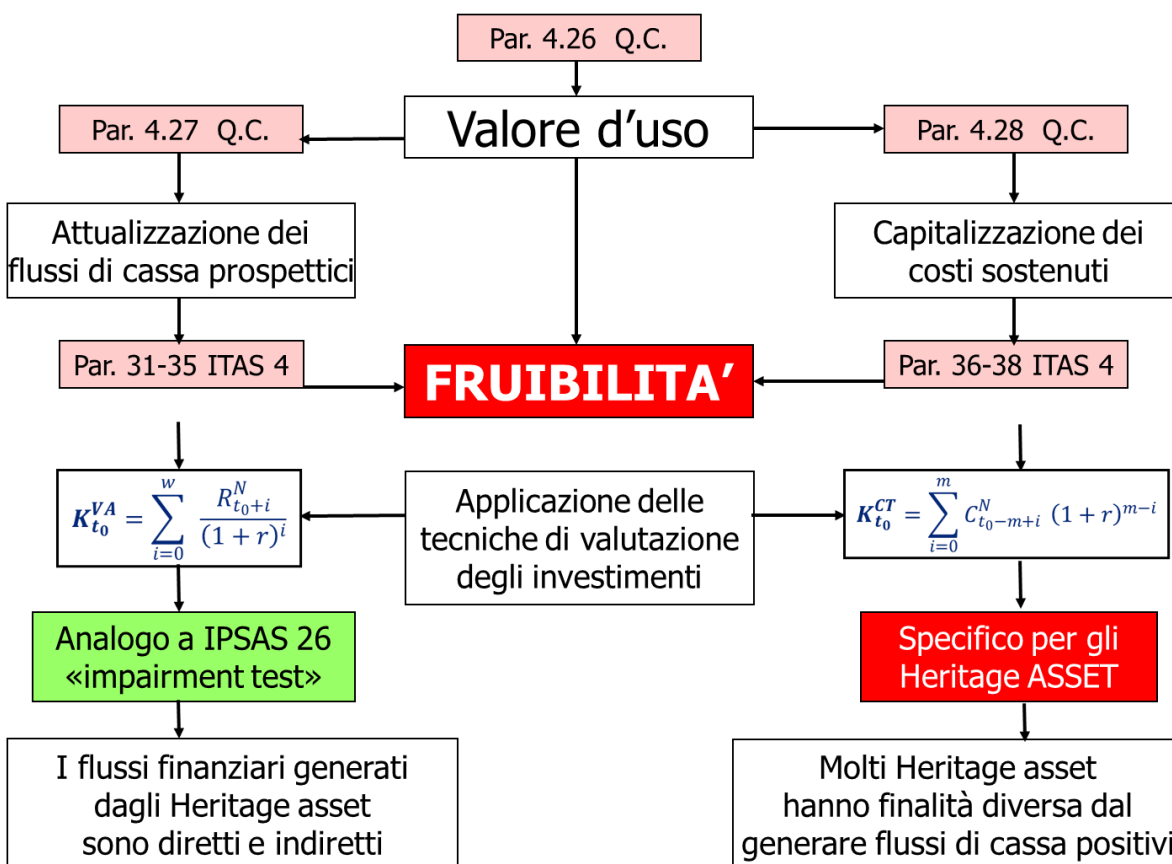 Par. 4.26  Q.C.
Par. 4.27  Q.C.
Valore d’uso
Par. 4.28  Q.C.
Attualizzazione dei
flussi di cassa prospettici
Capitalizzazione dei
costi sostenuti
Par. 31-35 ITAS 4
FRUIBILITA’
Par. 36-38 ITAS 4
$K_{t_0}^{VA} = \sum_{i=0}^{w} \frac{R_{t_0+i}^{N}}{(1+r)^i}$
Applicazione delle
tecniche di valutazione
degli investimenti
$K_{t_0}^{CT} = \sum_{i=0}^{m} C_{t_0-m+i}^{N} (1+r)^{m-i}$
Analogo a IPSAS 26
«impairment test»
Specifico per gli
Heritage ASSET
I flussi finanziari generati
dagli Heritage asset
sono diretti e indiretti
Molti Heritage asset
hanno finalità diversa dal
generare flussi di cassa positivi